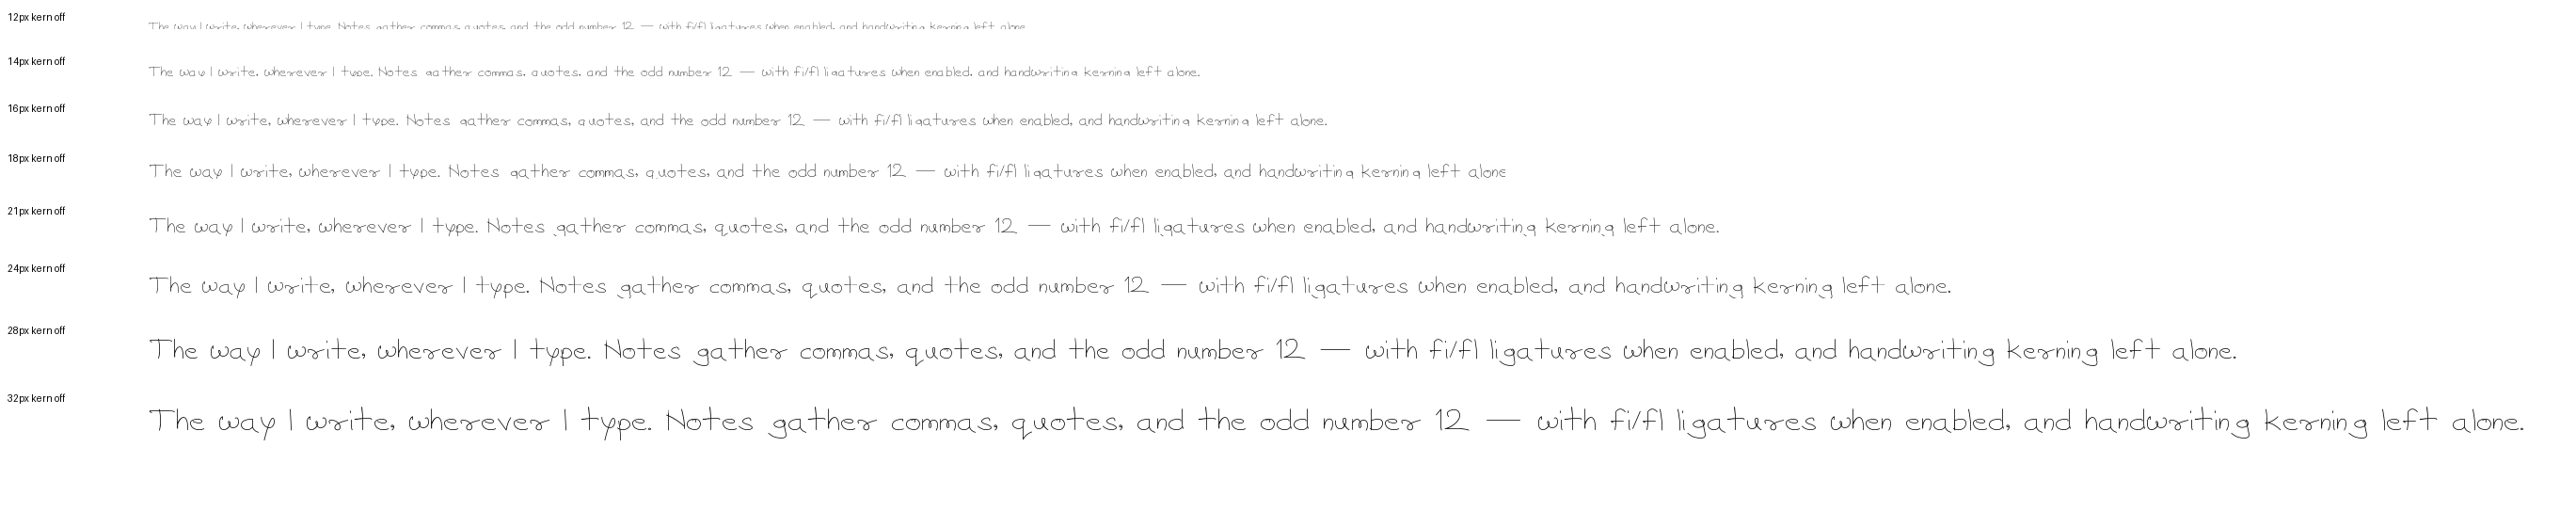 12px kern off The way I write, wherever I type. Notes gather commas, quotes, and the odd number 12 — with fi/fl ligatures when enabled, and handwriting kerning left alone
14px kern off The way I write, wherever I type. Notes gather commas, quotes, and the odd number 12 — with fi/fl ligatures when enabled, and handwriting kerning left alone.
16px kern off The way I write, wherever I type. Notes gather commas, quotes, and the odd number 12 — with fi/fl ligatures when enabled, and handwriting kerning left alone.
18px kern off The way I write, wherever I type. Notes gather commas, quotes, and the odd number 12 — with fi/fl ligatures when enabled, and handwriting kerning left alone
21px kern off The way I write, wherever I type. Notes gather commas, quotes, and the odd number 12 — with fi/fl ligatures when enabled, and handwriting kerning left alone.
24px kern off The way I write, wherever I type. Notes gather commas, quotes, and the odd number 12 — with fi/fl ligatures when enabled, and handwriting kerning left alone.
28px kern off The way I write, wherever I type. Notes gather commas, quotes, and the odd number 12 — with fi/fl ligatures when enabled, and handwriting kerning left alone.
32px kern off The way I write, wherever I type. Notes gather commas, quotes, and the odd number 12 — with fi/fl ligatures when enabled, and handwriting kerning left alone.